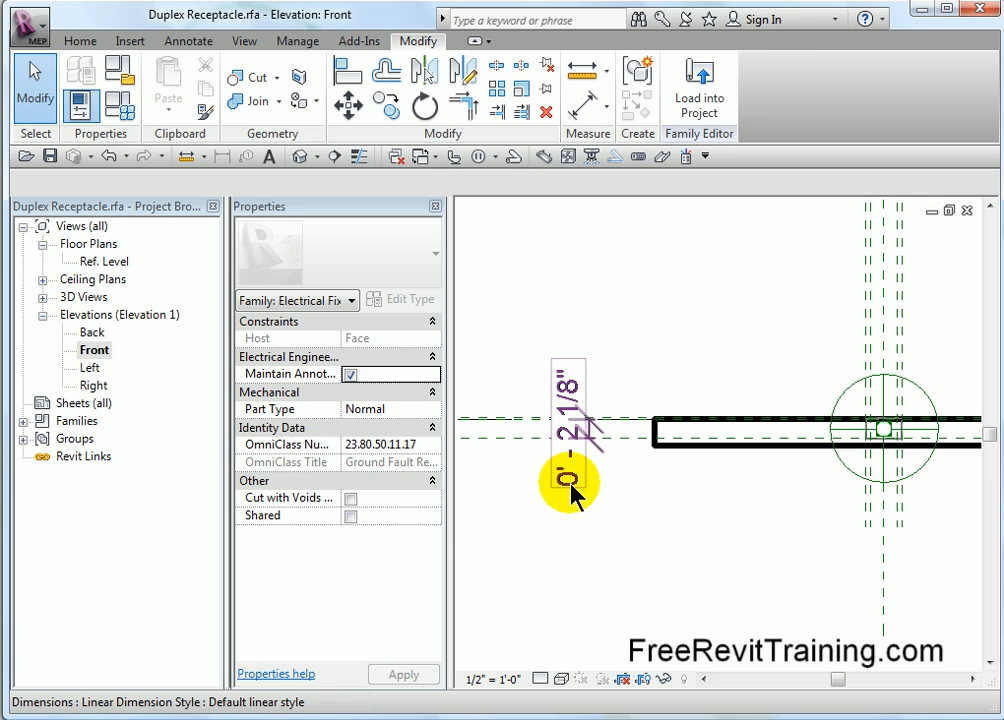 Duplex Receptacle.rfa - Elevation: Front
Type a keyword or phrase
Sign In
MEP
Home Insert Annotate View Manage Add-Ins Modify
Modify
Paste
Cut
Join
Load into
Project
Select Properties Clipboard Geometry Modify Measure Create Family Editor
Duplex Receptacle.rfa - Project Bro...
Views (all)
Floor Plans
Ref. Level
Ceiling Plans
3D Views
Elevations (Elevation 1)
Back
Front
Left
Right
Sheets (all)
Families
Groups
Revit Links
Properties
Family: Electrical Fix
Edit Type
Constraints
Host Face
Electrical Enginee...
Maintain Annot...
Mechanical
Part Type Normal
Identity Data
OmniClass Nu... 23.80.50.11.17
OmniClass Title Ground Fault Re...
Other
Cut with Voids ...
Shared
Properties help
Apply
0' - 2 1/8"
FreeRevitTraining.com
1/2" = 1'-0"
Dimensions : Linear Dimension Style : Default linear style